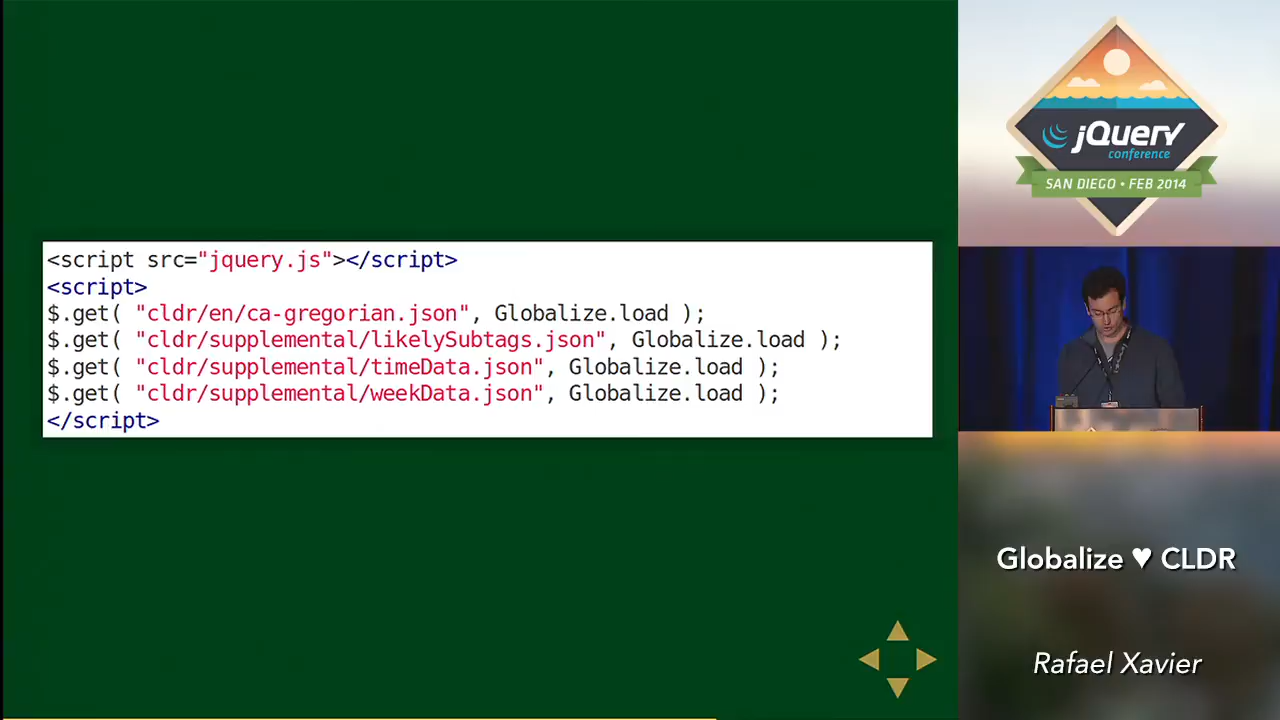 <script src="jquery.js"></script>
<script>
$.get( "cldr/en/ca-gregorian.json", Globalize.load );
$.get( "cldr/supplemental/likelySubtags.json", Globalize.load );
$.get( "cldr/supplemental/timeData.json", Globalize.load );
$.get( "cldr/supplemental/weekData.json", Globalize.load );
</script>
jQuery
conference
SAN DIEGO • FEB 2014
Globalize ♥ CLDR
Rafael Xavier